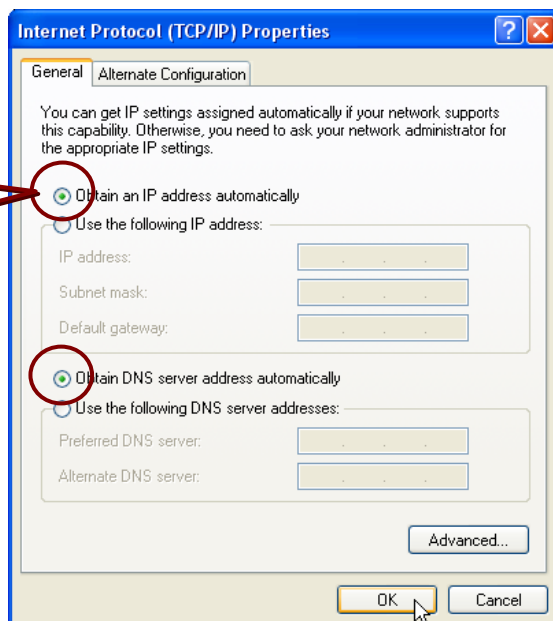 Internet Protocol (TCP/IP) Properties
General
Alternate Configuration
You can get IP settings assigned automatically if your network supports
this capability. Otherwise, you need to ask your network administrator for
the appropriate IP settings.
Obtain an IP address automatically
Use the following IP address:
IP address:
Subnet mask:
Default gateway:
Obtain DNS server address automatically
Use the following DNS server addresses:
Preferred DNS server:
Alternate DNS server:
Advanced...
OK
Cancel